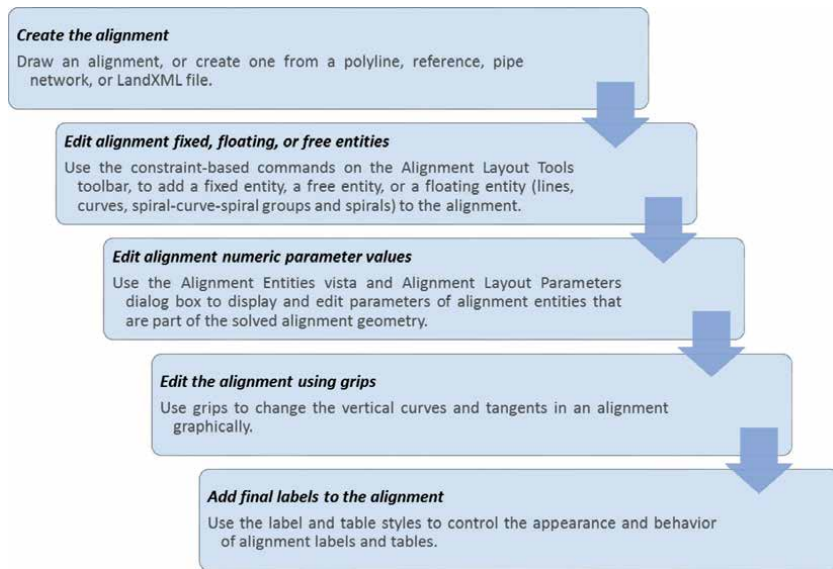 Create the alignment
Draw an alignment, or create one from a polyline, reference, pipe
network, or LandXML file.
Edit alignment fixed, floating, or free entities
Use the constraint-based commands on the Alignment Layout Tools
toolbar, to add a fixed entity, a free entity, or a floating entity (lines,
curves, spiral-curve-spiral groups and spirals) to the alignment.
Edit alignment numeric parameter values
Use the Alignment Entities vista and Alignment Layout Parameters
dialog box to display and edit parameters of alignment entities that
are part of the solved alignment geometry.
Edit the alignment using grips
Use grips to change the vertical curves and tangents in an alignment
graphically.
Add final labels to the alignment
Use the label and table styles to control the appearance and behavior
of alignment labels and tables.